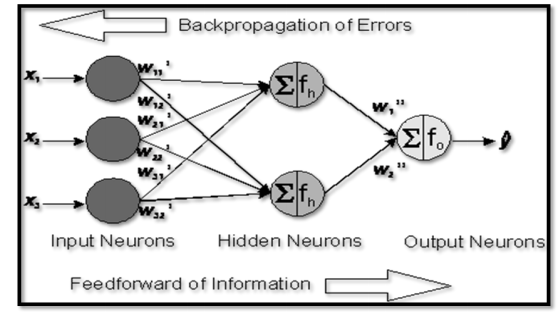 Backpropagation of Errors
x₁
w₁₁'
w₁₂'
Σ fₕ
w₁''
x₂
w₂₁'
w₂₂'
Σ fₒ
ŷ
w₃₁'
w₂''
x₃
w₃₂'
Σ fₕ
Input Neurons Hidden Neurons Output Neurons
Feedforward of Information